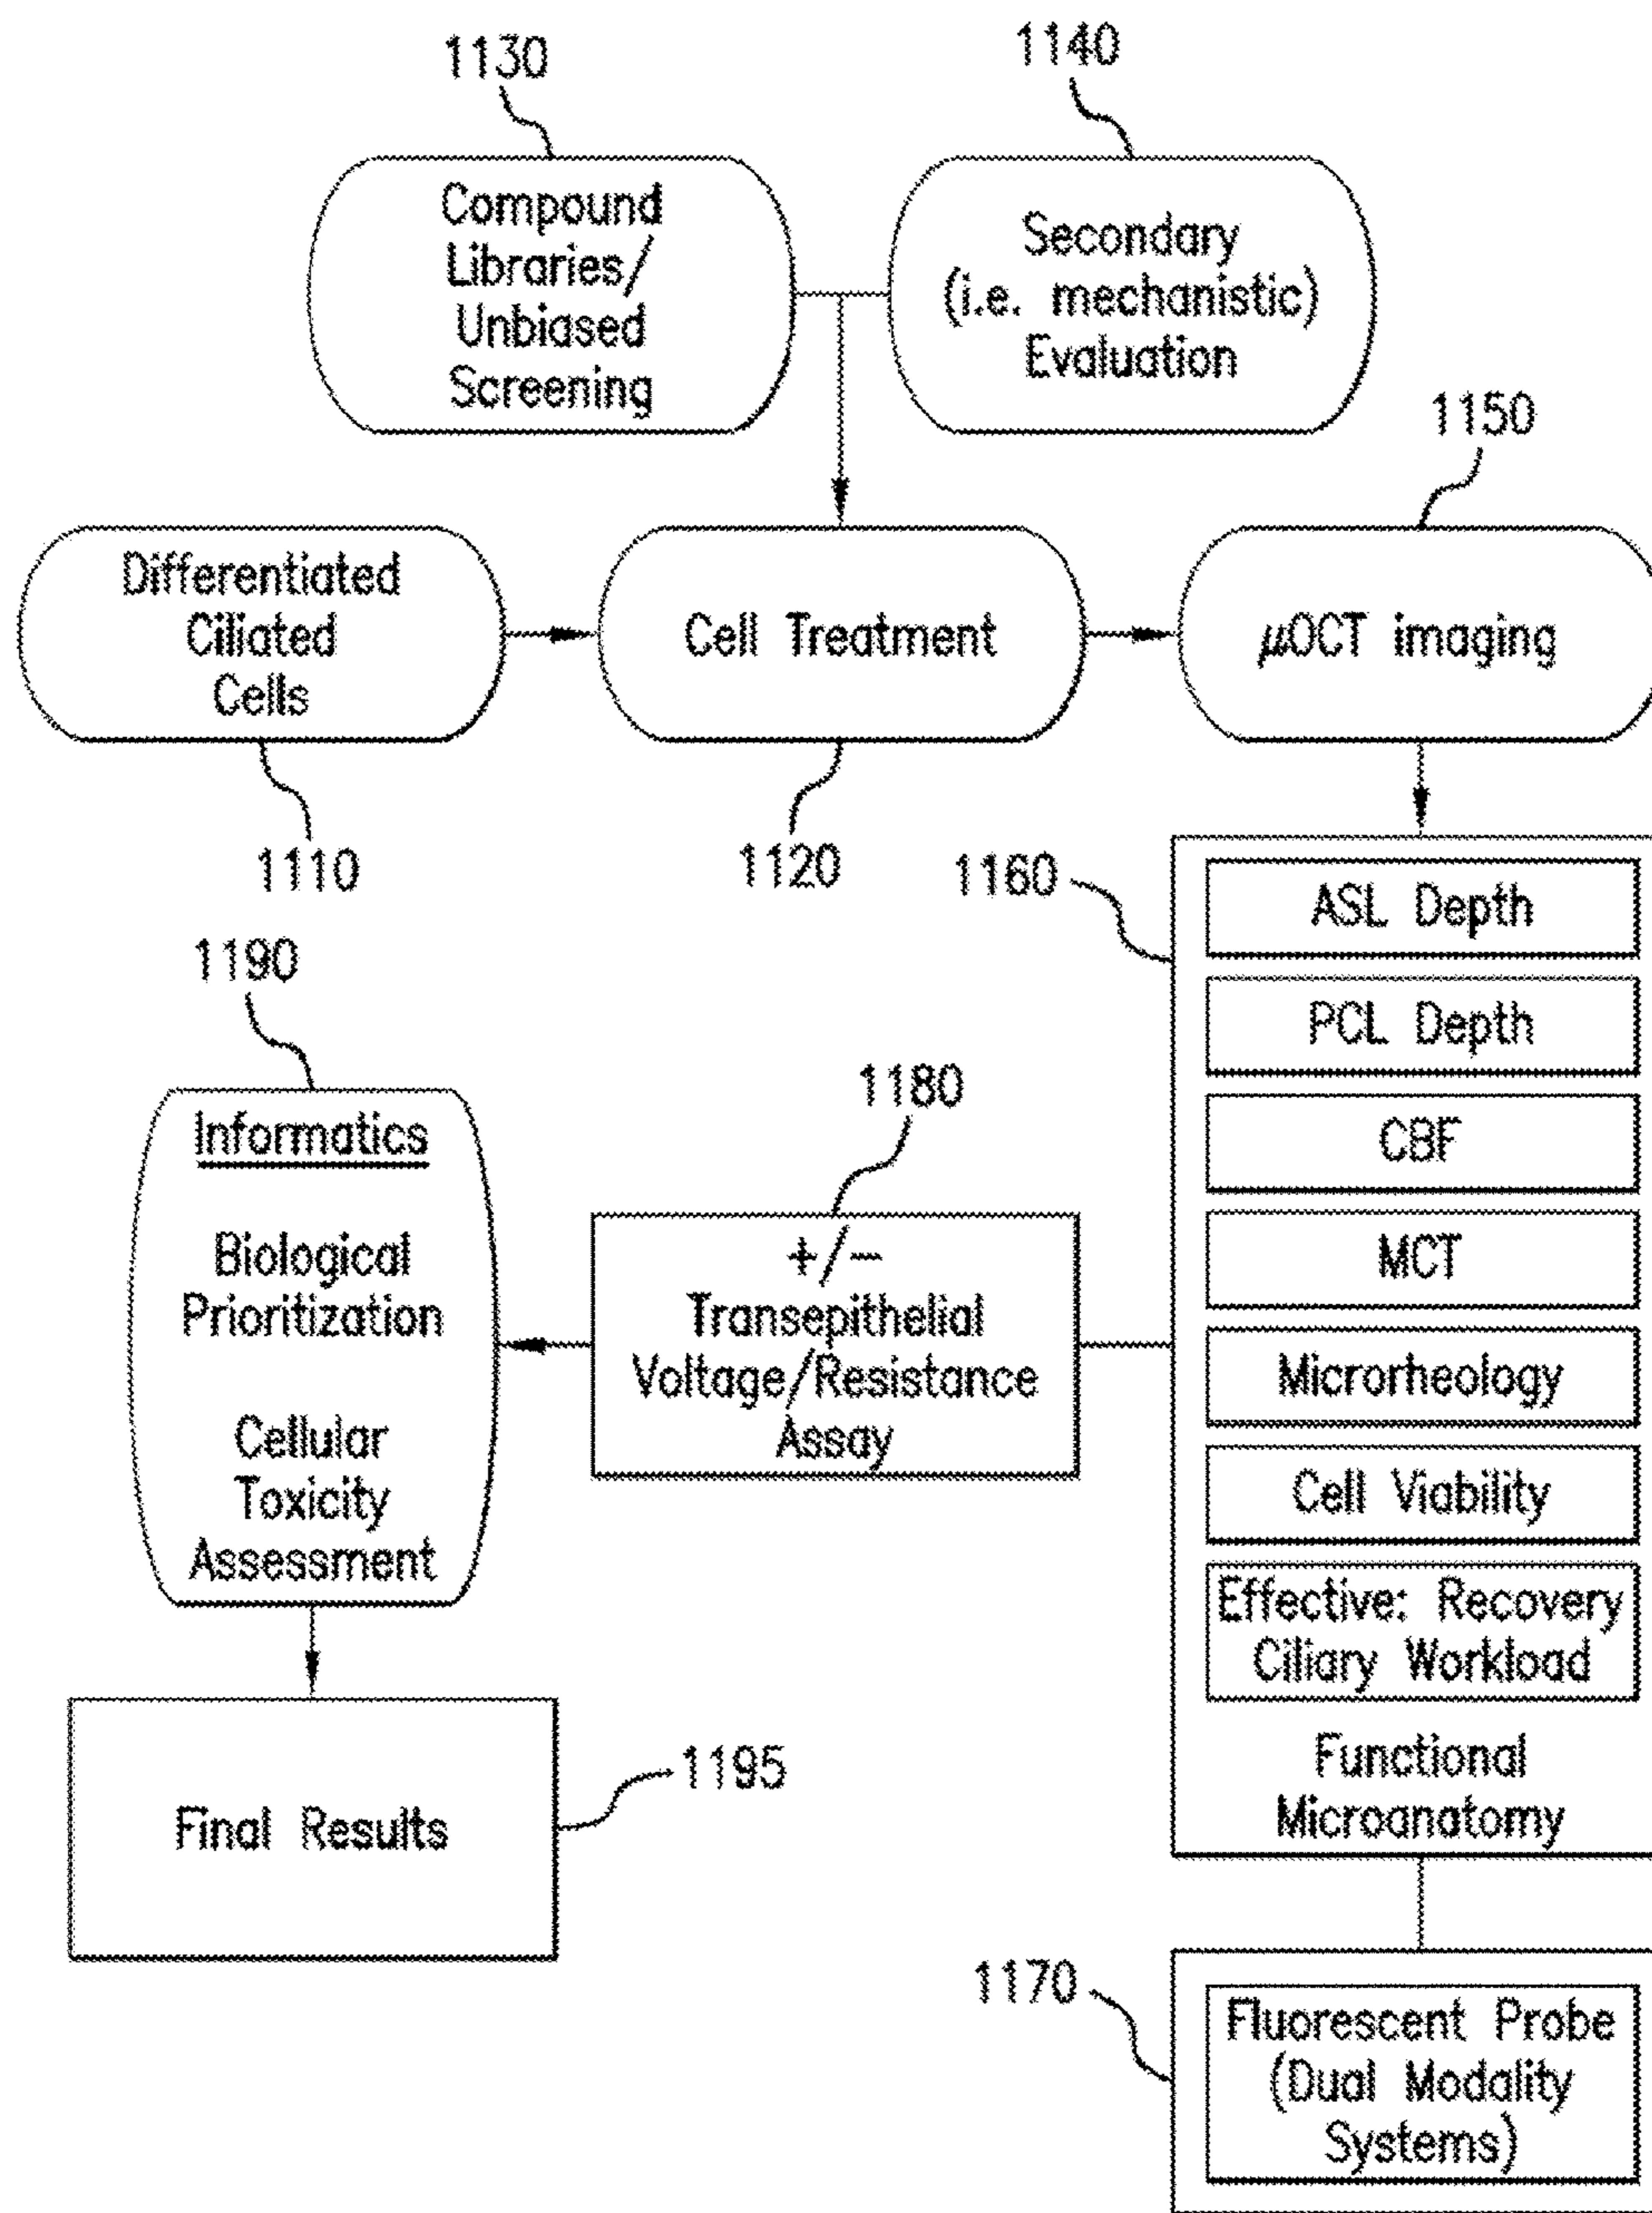 1130
1140
Compound
Libraries/
Unbiased
Screening
Secondary
(i.e. mechanistic)
Evaluation
1150
Differentiated
Ciliated
Cells
Cell Treatment
μOCT imaging
1110
1120
1160
ASL Depth
PCL Depth
CBF
MCT
Microrheology
Cell Viability
Effective: Recovery
Ciliary Workload
Functional
Microanatomy
1190
Informatics
Biological
Prioritization
Cellular
Toxicity
Assessment
1180
+/−
Transepithelial
Voltage/Resistance
Assay
Final Results
1195
1170
Fluorescent Probe
(Dual Modality
Systems)